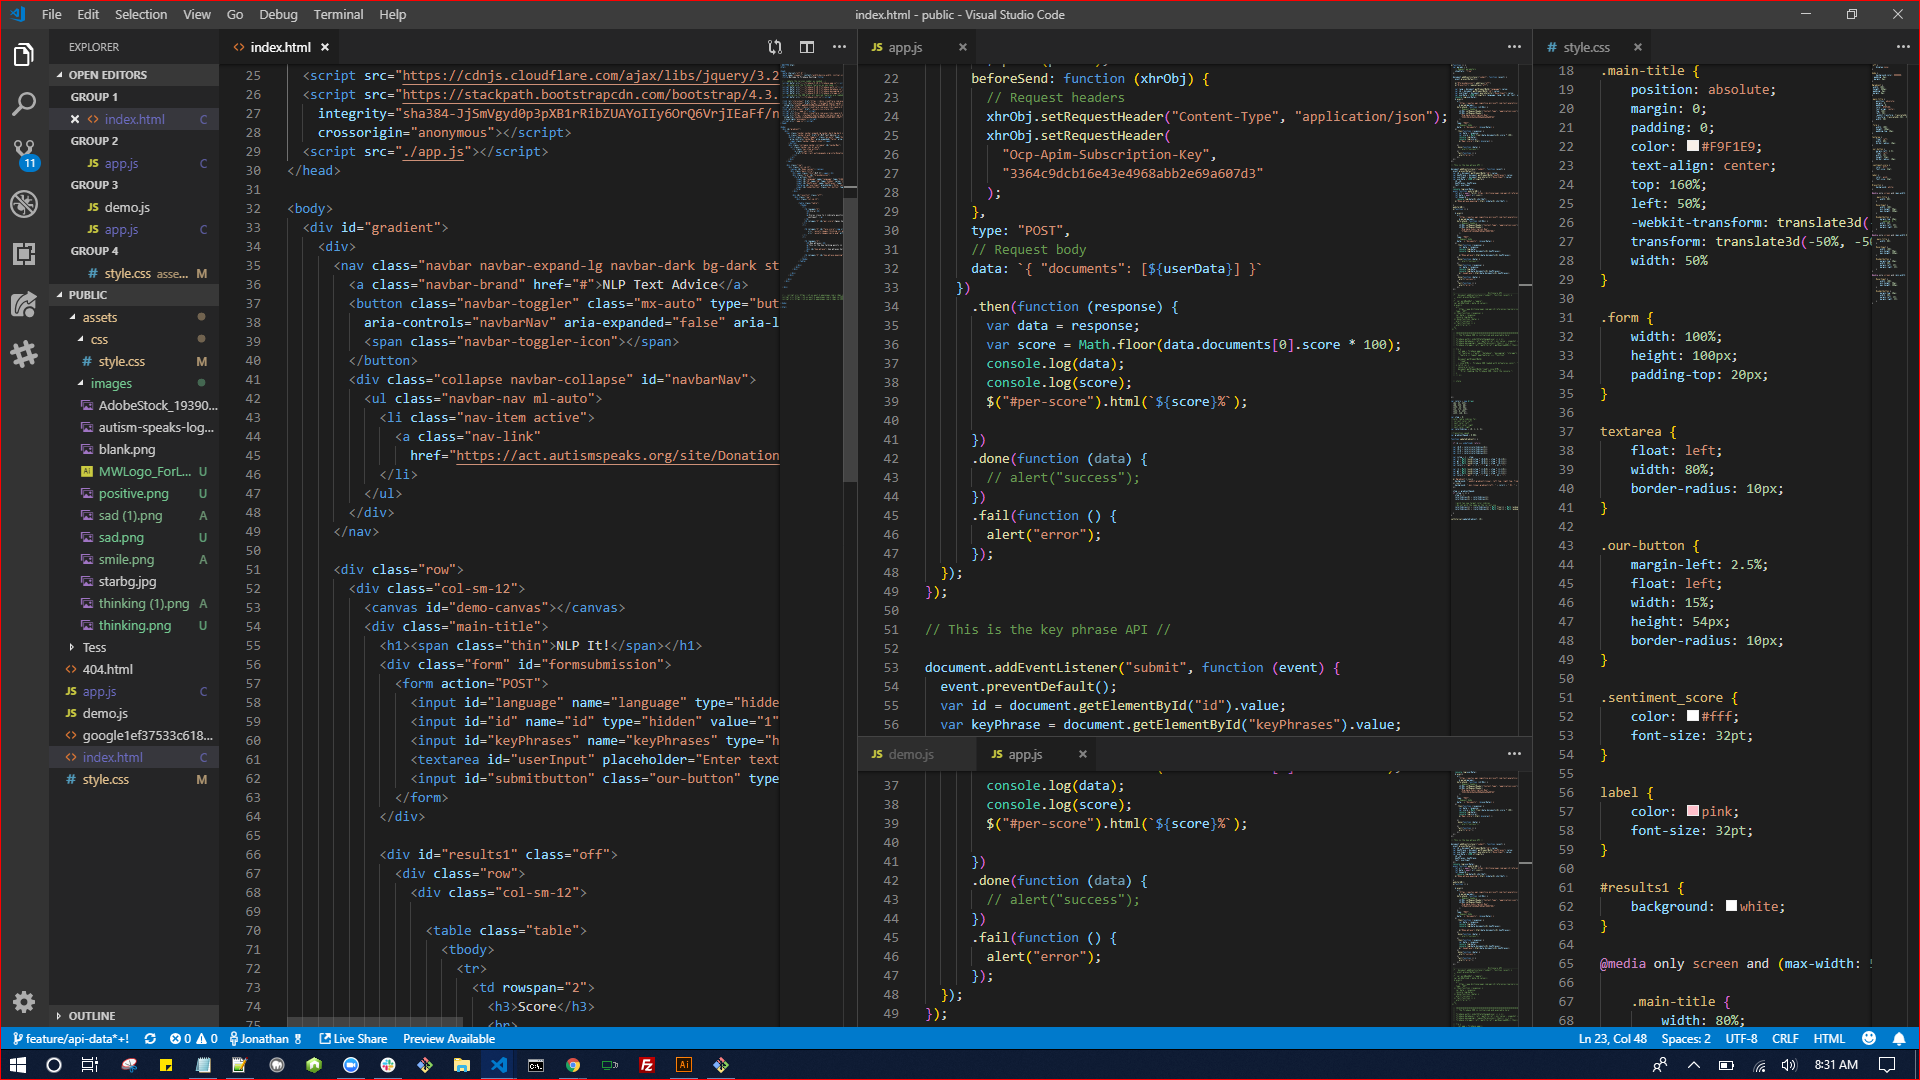 File Edit Selection View Go Debug Terminal Help
index.html - public - Visual Studio Code
EXPLORER
OPEN EDITORS
GROUP 1
index.html C
GROUP 2
app.js C
GROUP 3
demo.js
app.js C
GROUP 4
style.css asse... M
PUBLIC
assets
css
style.css M
images
AdobeStock_19390...
autism-speaks-log...
blank.png
MWLogo_ForL... U
positive.png U
sad (1).png A
sad.png U
smile.png A
starbg.jpg
thinking (1).png A
thinking.png U
Tess
404.html
app.js C
demo.js
google1ef37533c618...
index.html C
style.css M
OUTLINE
11
index.html
25 <script src="https://cdnjs.cloudflare.com/ajax/libs/jquery/3.2
26 <script src="https://stackpath.bootstrapcdn.com/bootstrap/4.3.
27 integrity="sha384-JjSmVgyd0p3pXB1rRibZUAYoIIy6OrQ6VrjIEaFf/n
28 crossorigin="anonymous"></script>
29 <script src="./app.js"></script>
30 </head>
31
32 <body>
33 <div id="gradient">
34 <div>
35 <nav class="navbar navbar-expand-lg navbar-dark bg-dark st
36 <a class="navbar-brand" href="#">NLP Text Advice</a>
37 <button class="navbar-toggler" class="mx-auto" type="but
38 aria-controls="navbarNav" aria-expanded="false" aria-l
39 <span class="navbar-toggler-icon"></span>
40 </button>
41 <div class="collapse navbar-collapse" id="navbarNav">
42 <ul class="navbar-nav ml-auto">
43 <li class="nav-item active">
44 <a class="nav-link"
45 href="https://act.autismspeaks.org/site/Donation
46 </li>
47 </ul>
48 </div>
49 </nav>
50
51 <div class="row">
52 <div class="col-sm-12">
53 <canvas id="demo-canvas"></canvas>
54 <div class="main-title">
55 <h1><span class="thin">NLP It!</span></h1>
56 <div class="form" id="formsubmission">
57 <form action="POST">
58 <input id="language" name="language" type="hidde
59 <input id="id" name="id" type="hidden" value="1"
60 <input id="keyPhrases" name="keyPhrases" type="h
61 <textarea id="userInput" placeholder="Enter text
62 <input id="submitbutton" class="our-button" type
63 </form>
64 </div>
65
66 <div id="results1" class="off">
67 <div class="row">
68 <div class="col-sm-12">
69
70 <table class="table">
71 <tbody>
72 <tr>
73 <td rowspan="2">
74 <h3>Score</h3>
75 <br>
app.js
22 beforeSend: function (xhrObj) {
23 // Request headers
24 xhrObj.setRequestHeader("Content-Type", "application/json");
25 xhrObj.setRequestHeader(
26 "Ocp-Apim-Subscription-Key",
27 "3364c9dcb16e43e4968abb2e69a607d3"
28 );
29 },
30 type: "POST",
31 // Request body
32 data: `{ "documents": [${userData}] }`
33 })
34 .then(function (response) {
35 var data = response;
36 var score = Math.floor(data.documents[0].score * 100);
37 console.log(data);
38 console.log(score);
39 $("#per-score").html(`${score}%`);
40
41 })
42 .done(function (data) {
43 // alert("success");
44 })
45 .fail(function () {
46 alert("error");
47 });
48 });
49 });
50
51 // This is the key phrase API //
52
53 document.addEventListener("submit", function (event) {
54 event.preventDefault();
55 var id = document.getElementById("id").value;
56 var keyPhrase = document.getElementById("keyPhrases").value;
demo.js app.js
37 console.log(data);
38 console.log(score);
39 $("#per-score").html(`${score}%`);
40
41 })
42 .done(function (data) {
43 // alert("success");
44 })
45 .fail(function () {
46 alert("error");
47 });
48 });
49 });
style.css
18 .main-title {
19 position: absolute;
20 margin: 0;
21 padding: 0;
22 color: #F9F1E9;
23 text-align: center;
24 top: 160%;
25 left: 50%;
26 -webkit-transform: translate3d(
27 transform: translate3d(-50%, -50
28 width: 50%
29 }
30
31 .form {
32 width: 100%;
33 height: 100px;
34 padding-top: 20px;
35 }
36
37 textarea {
38 float: left;
39 width: 80%;
40 border-radius: 10px;
41 }
42
43 .our-button {
44 margin-left: 2.5%;
45 float: left;
46 width: 15%;
47 height: 54px;
48 border-radius: 10px;
49 }
50
51 .sentiment_score {
52 color: #fff;
53 font-size: 32pt;
54 }
55
56 label {
57 color: pink;
58 font-size: 32pt;
59 }
60
61 #results1 {
62 background: white;
63 }
64
65 @media only screen and (max-width:
66
67 .main-title {
68 width: 80%;
feature/api-data*+! 0 0 Jonathan 8 Live Share Preview Available
Ln 23, Col 48 Spaces: 2 UTF-8 CRLF HTML
8:31 AM